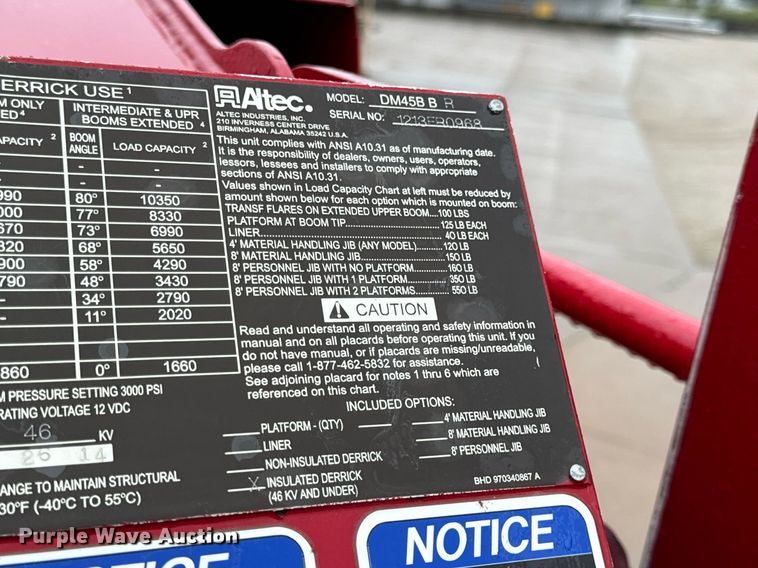 ERRICK USE¹
M ONLY
ED⁴
INTERMEDIATE & UPR
BOOMS EXTENDED ⁴
APACITY ²
BOOM
ANGLE
LOAD CAPACITY ²
-
-
-
-
-
-
990
80°
10350
000
77°
8330
670
73°
6990
820
68°
5650
900
58°
4290
790
48°
3430
-
34°
2790
-
11°
2020
860
0°
1660
M PRESSURE SETTING 3000 PSI
RATING VOLTAGE 12 VDC
46 KV
26 14
ANGE TO MAINTAIN STRUCTURAL
30°F (-40°C TO 55°C)
Altec.
ALTEC INDUSTRIES, INC.
210 INVERNESS CENTER DRIVE
BIRMINGHAM, ALABAMA 35242 U.S.A.
MODEL: DM45B B R
SERIAL NO: 1213ER0968
This unit complies with ANSI A10.31 as of manufacturing date.
It is the responsibility of dealers, owners, users, operators,
lessors, lessees and installers to comply with appropriate
sections of ANSI A10.31.
Values shown in Load Capacity Chart at left must be reduced by
amount shown below for each option which is mounted on boom:
TRANSF FLARES ON EXTENDED UPPER BOOM....100 LBS
PLATFORM AT BOOM TIP................125 LB EACH
LINER................40 LB EACH
4' MATERIAL HANDLING JIB (ANY MODEL)........120 LB
8' MATERIAL HANDLING JIB................150 LB
8' PERSONNEL JIB WITH NO PLATFORM............160 LB
8' PERSONNEL JIB WITH 1 PLATFORM............350 LB
8' PERSONNEL JIB WITH 2 PLATFORMS............550 LB
CAUTION
Read and understand all operating and safety information in
manual and on all placards before operating this unit. If you
do not have manual, or if placards are missing/unreadable,
please call 1-877-462-5832 for assistance.
See adjoining placard for notes 1 thru 6 which are
referenced on this chart.
INCLUDED OPTIONS:
PLATFORM - (QTY)
LINER
NON-INSULATED DERRICK
X INSULATED DERRICK
(46 KV AND UNDER)
4' MATERIAL HANDLING JIB
8' MATERIAL HANDLING JIB
8' PERSONNEL JIB
BHD 970340867 A
NOTICE
Purple Wave Auction